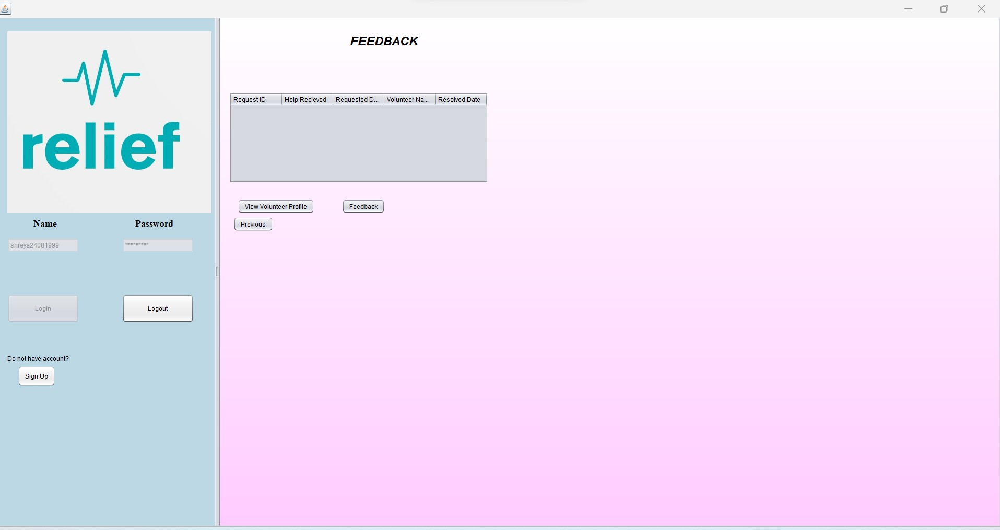 relief
Name Password
shreya24081999 *********
Login Logout
Do not have account?
Sign Up
FEEDBACK
Request ID Help Recieved Requested D... Volunteer Na... Resolved Date
View Volunteer Profile Feedback
Previous